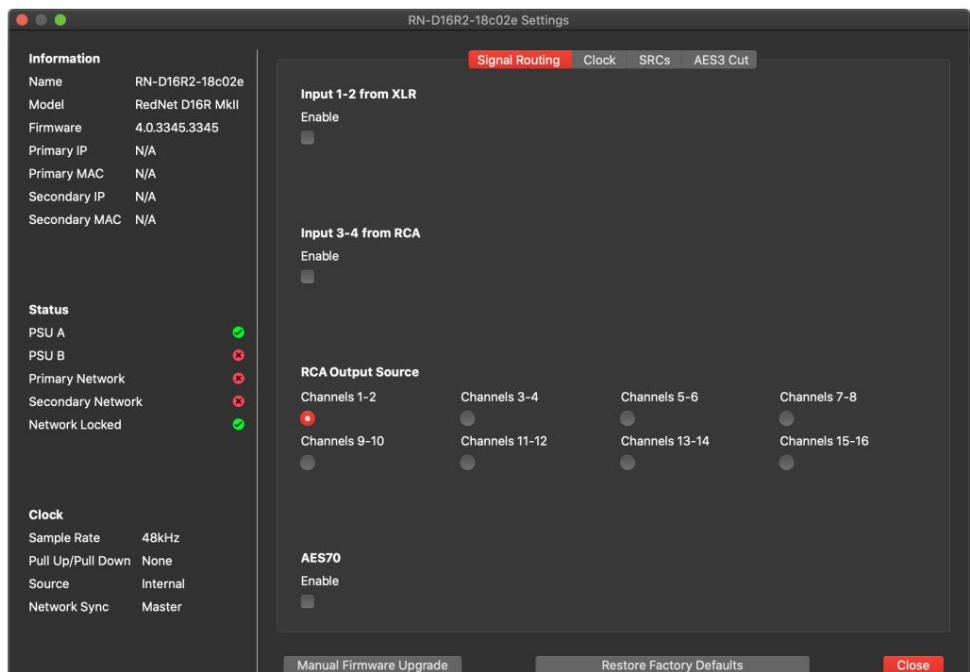 RN-D16R2-18c02e Settings
Information
Name RN-D16R2-18c02e
Model RedNet D16R MkII
Firmware 4.0.3345.3345
Primary IP N/A
Primary MAC N/A
Secondary IP N/A
Secondary MAC N/A
Status
PSU A
PSU B
Primary Network
Secondary Network
Network Locked
Clock
Sample Rate 48kHz
Pull Up/Pull Down None
Source Internal
Network Sync Master
Signal Routing Clock SRCs AES3 Cut
Input 1-2 from XLR
Enable
Input 3-4 from RCA
Enable
RCA Output Source
Channels 1-2 Channels 3-4 Channels 5-6 Channels 7-8
Channels 9-10 Channels 11-12 Channels 13-14 Channels 15-16
AES70
Enable
Manual Firmware Upgrade Restore Factory Defaults Close